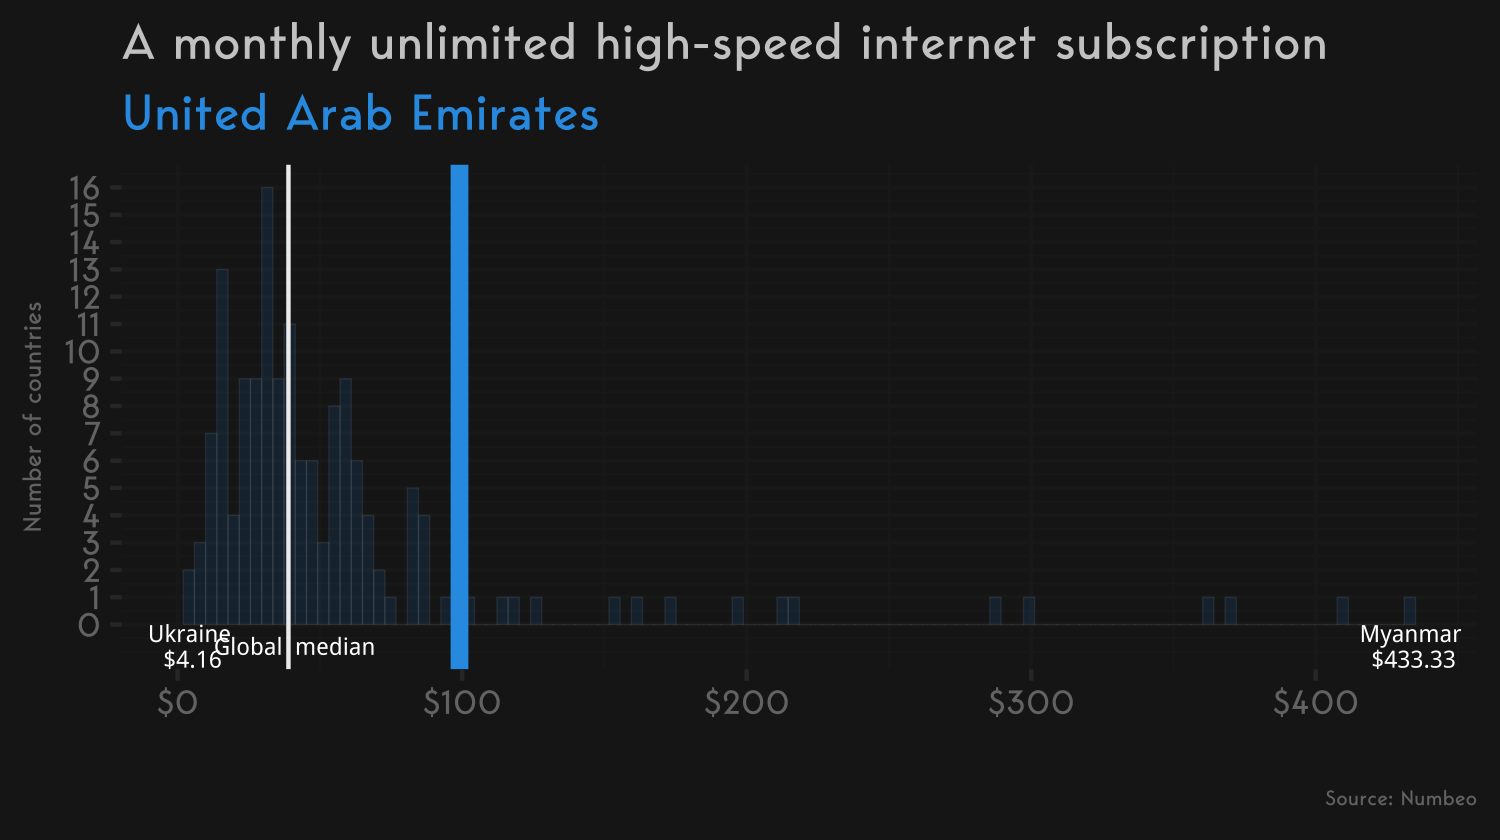 A monthly unlimited high-speed internet subscription
United Arab Emirates
Number of countries
16
15
14
13
12
11
10
9
8
7
6
5
4
3
2
1
0
Ukraine
$4.16
Global median
Myanmar
$433.33
$0 $100 $200 $300 $400
Source: Numbeo